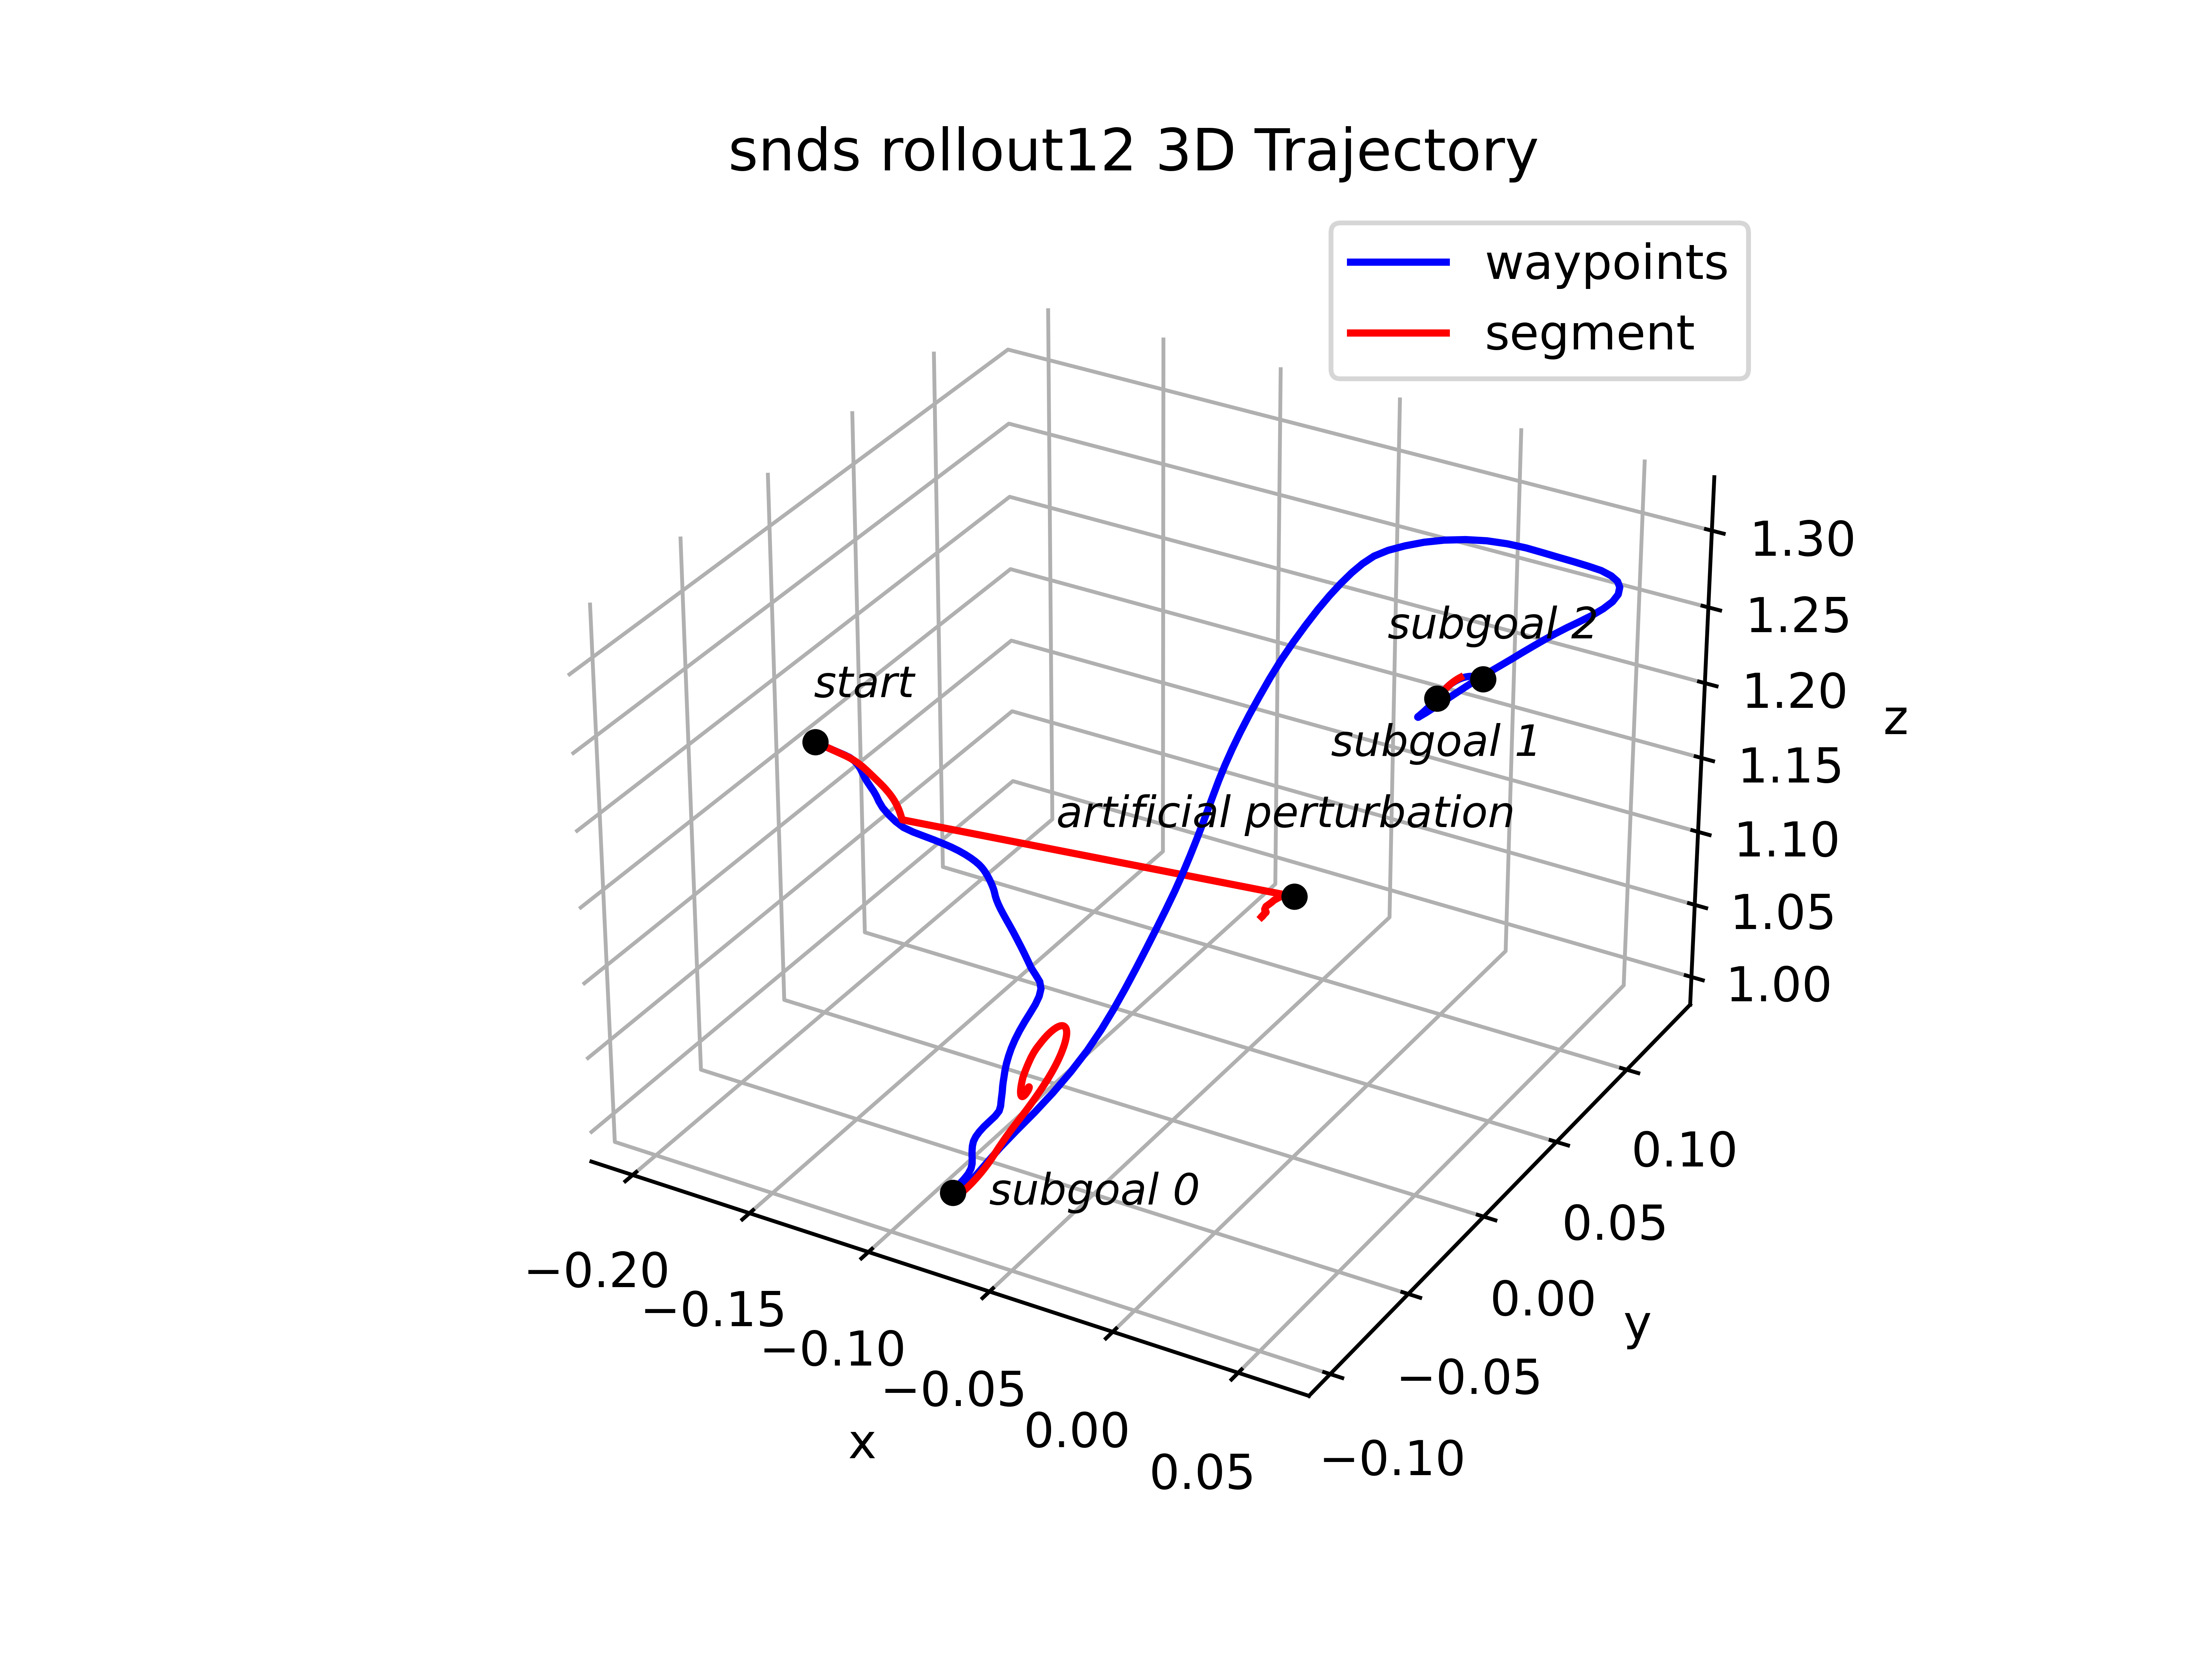 snds rollout12 3D Trajectory
waypoints
segment
start
subgoal 2
subgoal 1
artificial perturbation
subgoal 0
1.30
1.25
1.20
1.15
1.10
1.05
1.00
z
0.10
0.05
0.00
−0.05
−0.10
y
−0.20
−0.15
−0.10
−0.05
0.00
0.05
x